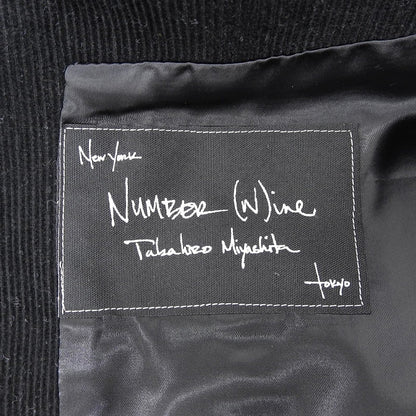 New York
NUMBER (N)ine
Takahiro Miyashita
tokyo